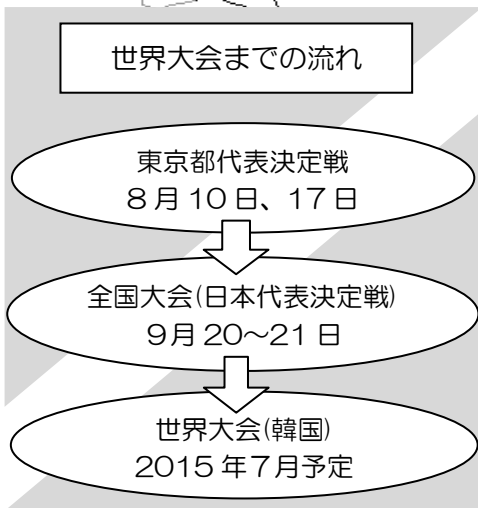 世界大会までの流れ
東京都代表決定戦
８月10日、17日
全国大会(日本代表決定戦)
９月20～21日
世界大会(韓国)
2015年７月予定